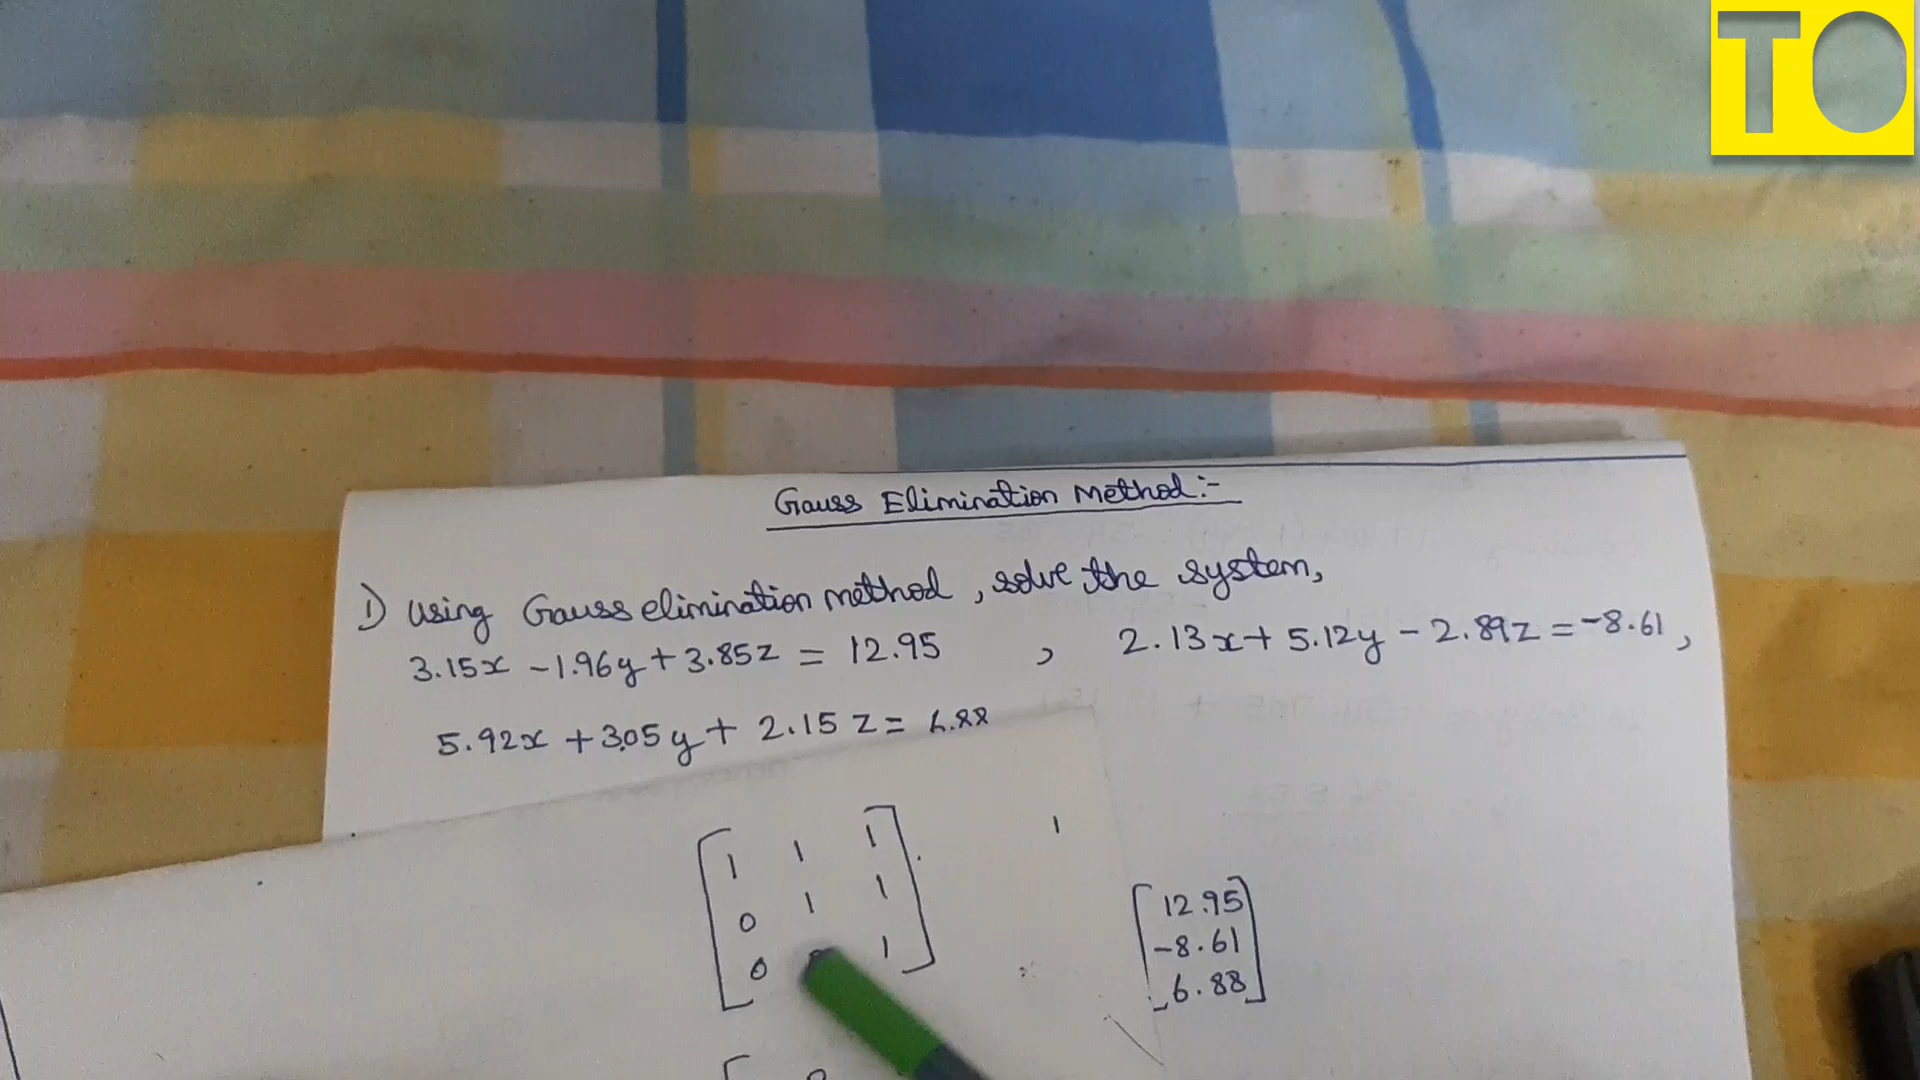 TO
Gauss Elimination Method:-
1) Using Gauss elimination method, solve the system,
3.15x - 1.96y + 3.85z = 12.95 , 2.13x + 5.12y - 2.89z = -8.61,
5.92x + 3.05y + 2.15z = 6.88
1 1 1 1
0 1 1 12.95
0 1 -8.61
6.88